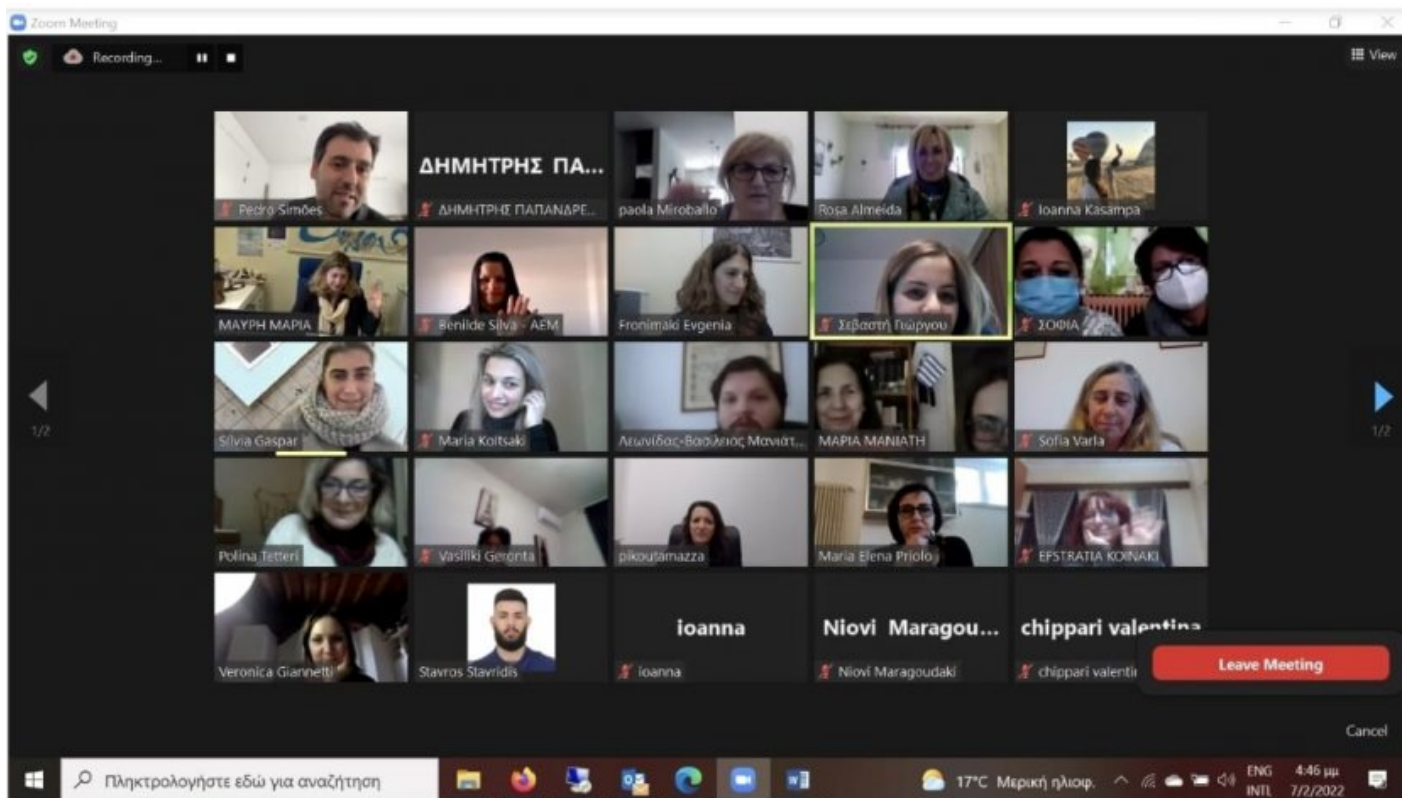 Zoom Meeting
Recording...
View
Pedro Simões
ΔΗΜΗΤΡΗΣ ΠΑ...
ΔΗΜΗΤΡΗΣ ΠΑΠΑΝΔΡΕ...
paola Miroballo
Rosa Almeida
Ioanna Kasampa
ΜΑΥΡΗ ΜΑΡΙΑ
Benilde Silva - AEM
Fronimaki Evgenia
Σεβαστή Γιώργου
ΣΟΦΙΑ
Sílvia Gaspar
Maria Koitsaki
Λεωνίδας-Βασίλειος Μανιάτ...
ΜΑΡΙΑ ΜΑΝΙΑΤΗ
Sofia Varla
1/2
1/2
Polina Tetteri
Vasiliki Geronta
pikoutamazza
Maria Elena Priolo
EFSTRATIA KOINAKI
Veronica Giannetti
Stavros Stavridis
ioanna
ioanna
Niovi Maragou...
Niovi Maragoudaki
chippari valentina
chippari valentin
Leave Meeting
Cancel
Πληκτρολογήστε εδώ για αναζήτηση
17°C Μερική ηλιοφ.
ENG
INTL
4:46 μμ
7/2/2022